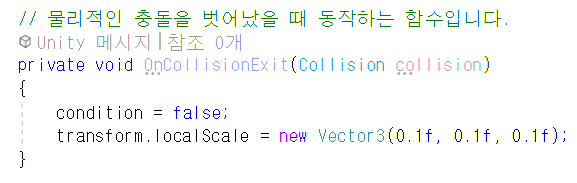 // 물리적인 충돌을 벗어났을 때 동작하는 함수입니다.
Unity 메시지 | 참조 0개
private void OnCollisionExit(Collision collision)
{
condition = false;
transform.localScale = new Vector3(0.1f, 0.1f, 0.1f);
}